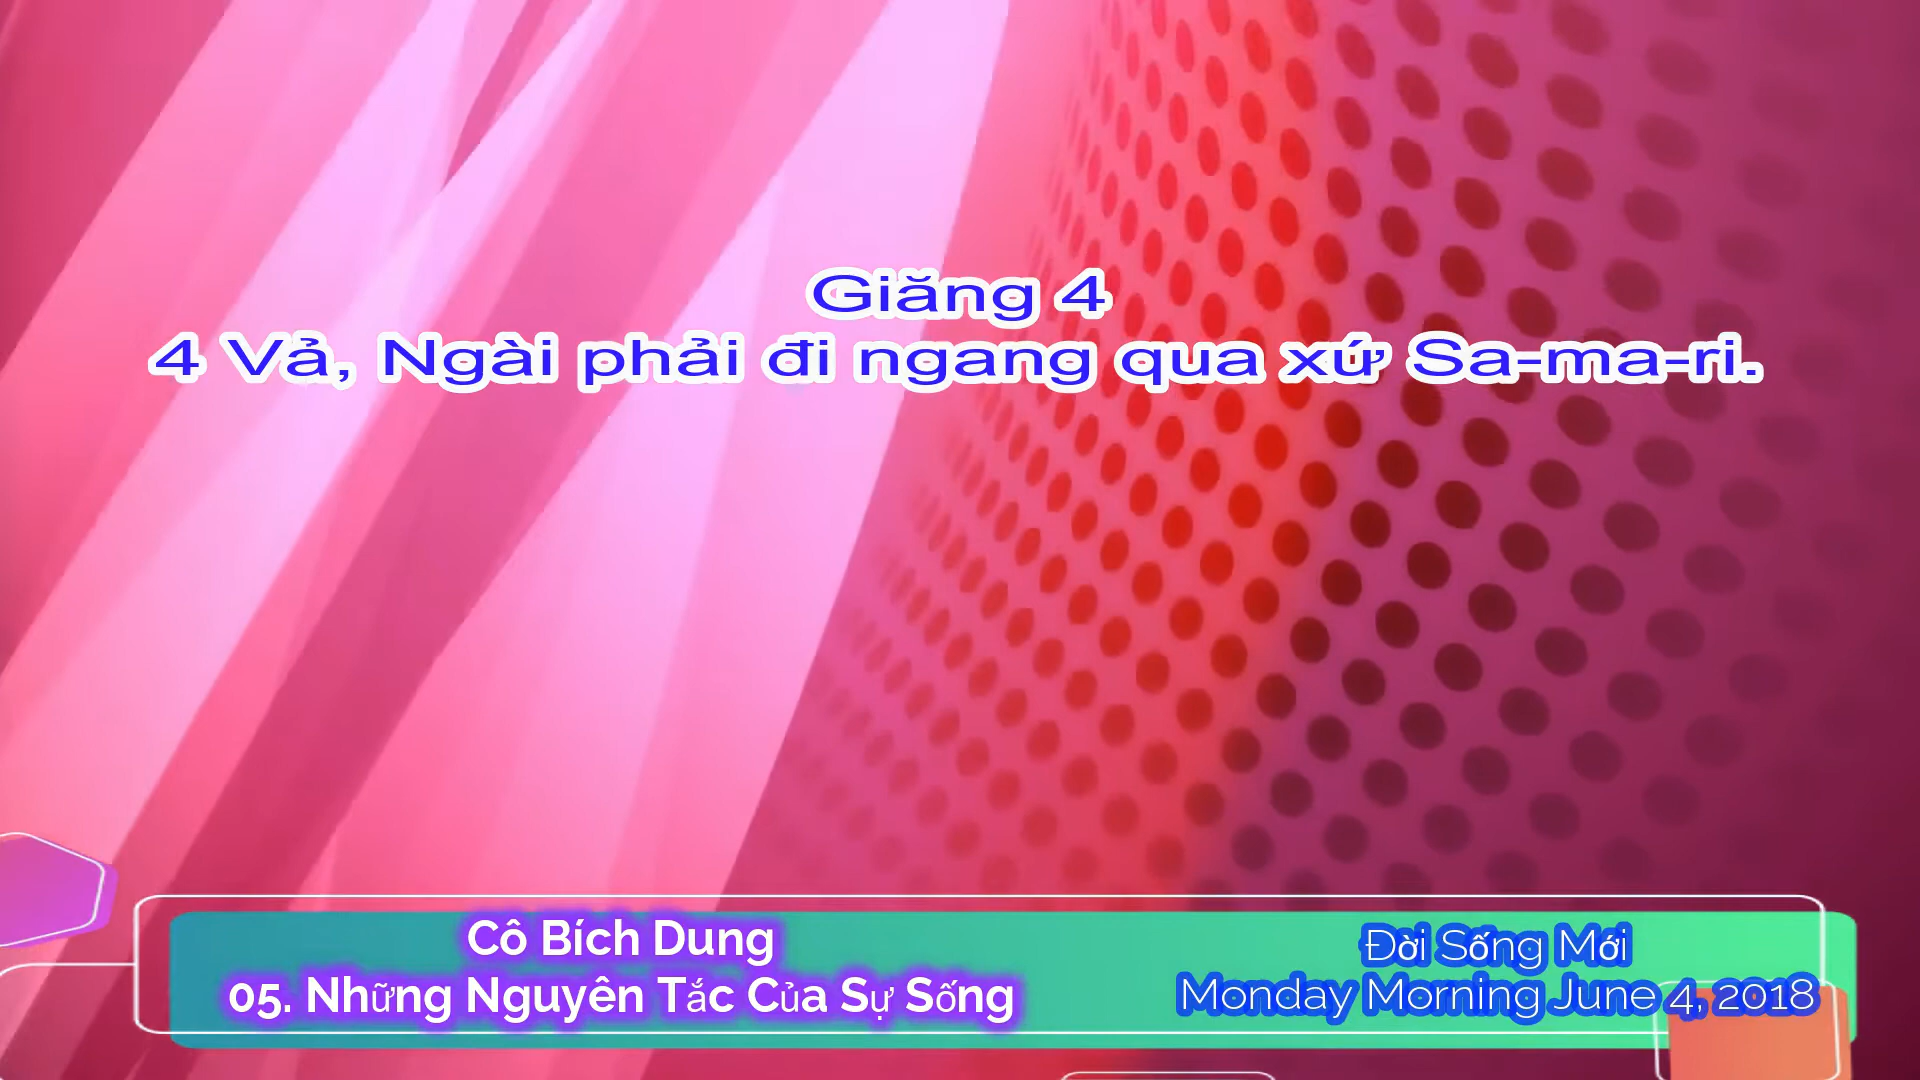 Giăng 4
4 Vả, Ngài phải đi ngang qua xứ Sa-ma-ri.
Cô Bích Dung
05. Những Nguyên Tắc Của Sự Sống
Đời Sống Mới
Monday Morning June 4, 2018